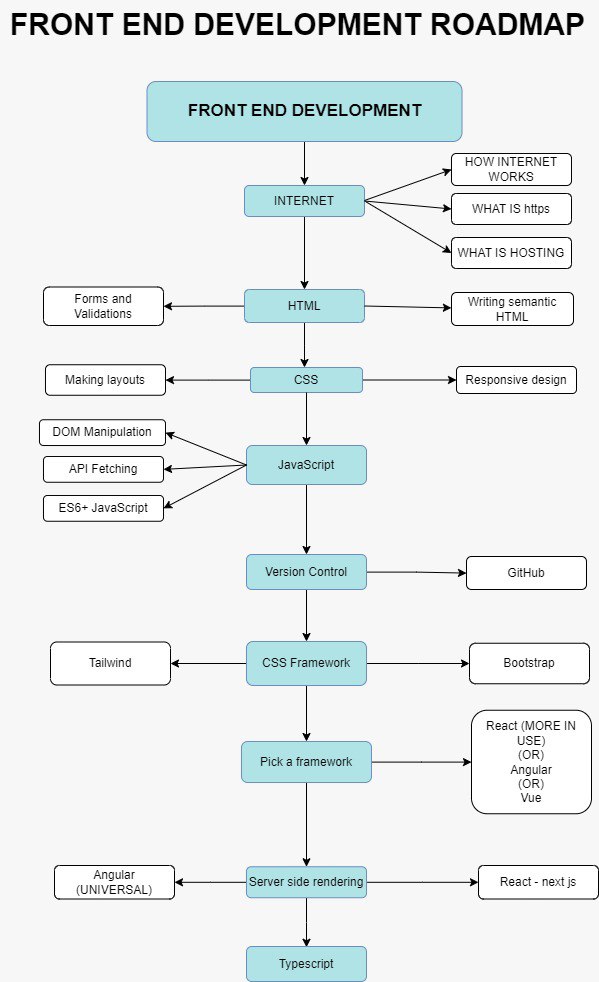 FRONT END DEVELOPMENT ROADMAP
FRONT END DEVELOPMENT
INTERNET
HOW INTERNET
WORKS
WHAT IS https
WHAT IS HOSTING
Forms and
Validations
HTML
Writing semantic
HTML
Making layouts
CSS
Responsive design
DOM Manipulation
API Fetching
ES6+ JavaScript
JavaScript
Version Control
GitHub
Tailwind
CSS Framework
Bootstrap
Pick a framework
React (MORE IN
USE)
(OR)
Angular
(OR)
Vue
Angular
(UNIVERSAL)
Server side rendering
React - next js
Typescript